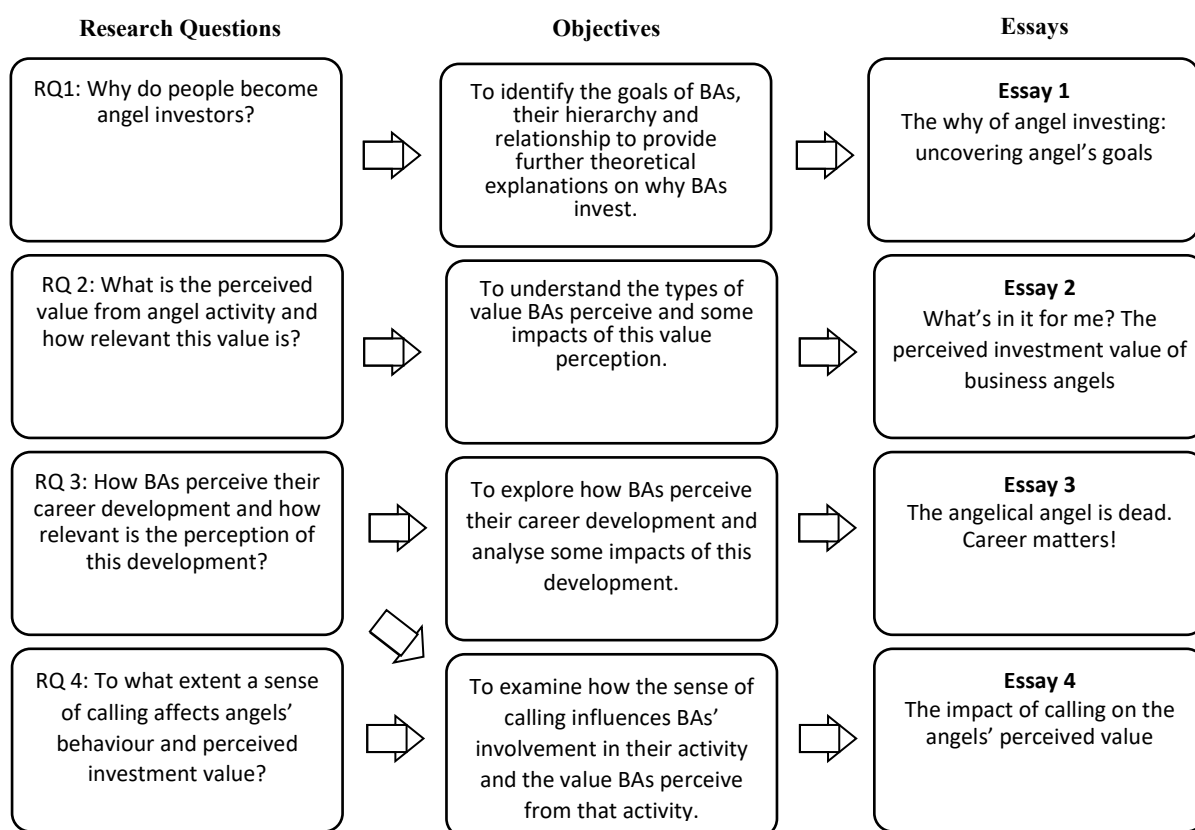 Research Questions
Objectives
Essays
RQ1: Why do people become
angel investors?
To identify the goals of BAs,
their hierarchy and
relationship to provide
further theoretical
explanations on why BAs
invest.
Essay 1
The why of angel investing:
uncovering angel’s goals
RQ 2: What is the perceived
value from angel activity and
how relevant this value is?
To understand the types of
value BAs perceive and some
impacts of this value
perception.
Essay 2
What’s in it for me? The
perceived investment value of
business angels
RQ 3: How BAs perceive their
career development and how
relevant is the perception of
this development?
To explore how BAs perceive
their career development and
analyse some impacts of this
development.
Essay 3
The angelical angel is dead.
Career matters!
RQ 4: To what extent a sense
of calling affects angels’
behaviour and perceived
investment value?
To examine how the sense of
calling influences BAs’
involvement in their activity
and the value BAs perceive
from that activity.
Essay 4
The impact of calling on the
angels’ perceived value